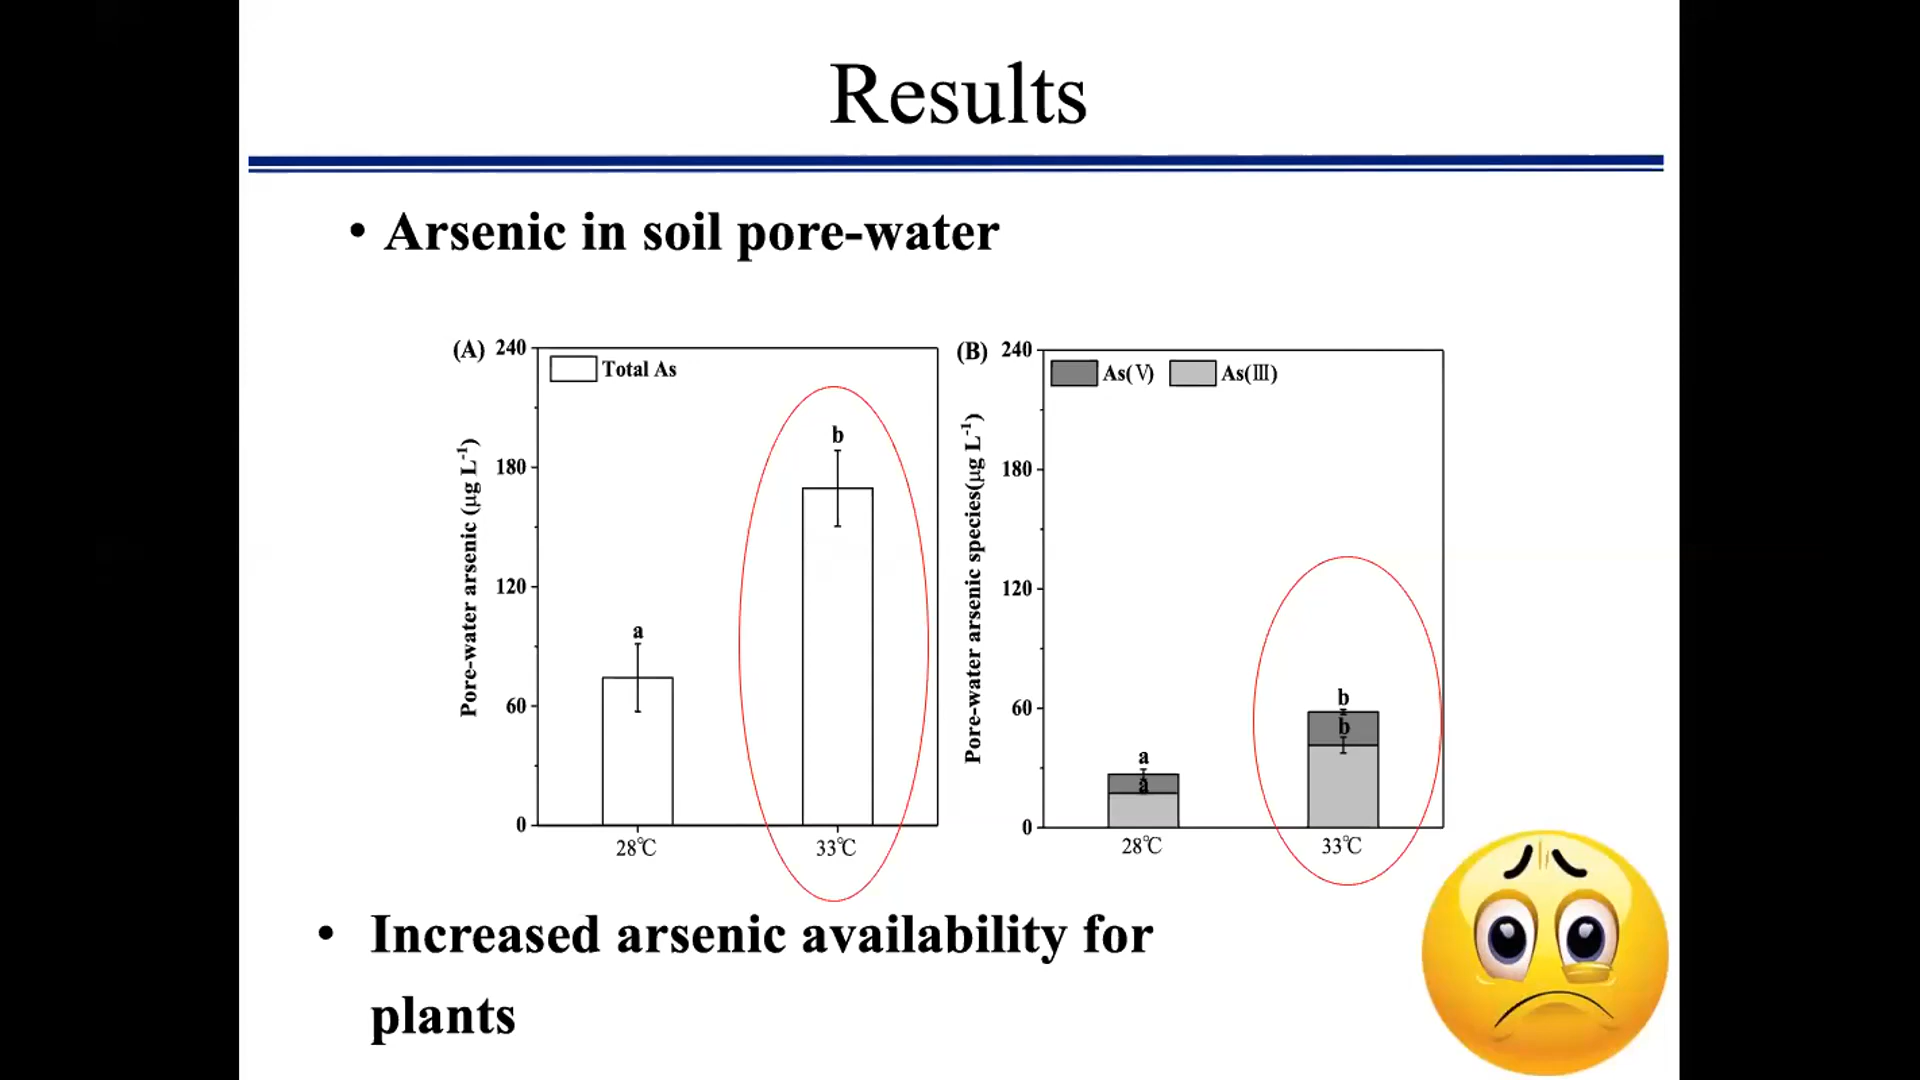 Results
• Arsenic in soil pore-water
(A)
240
180
120
60
0
Pore-water arsenic (μg L⁻¹)
Total As
a
b
28℃
33℃
(B)
240
180
120
60
0
Pore-water arsenic species(μg L⁻¹)
As(Ⅴ)
As(Ⅲ)
a
a
b
b
28℃
33℃
• Increased arsenic availability for
plants